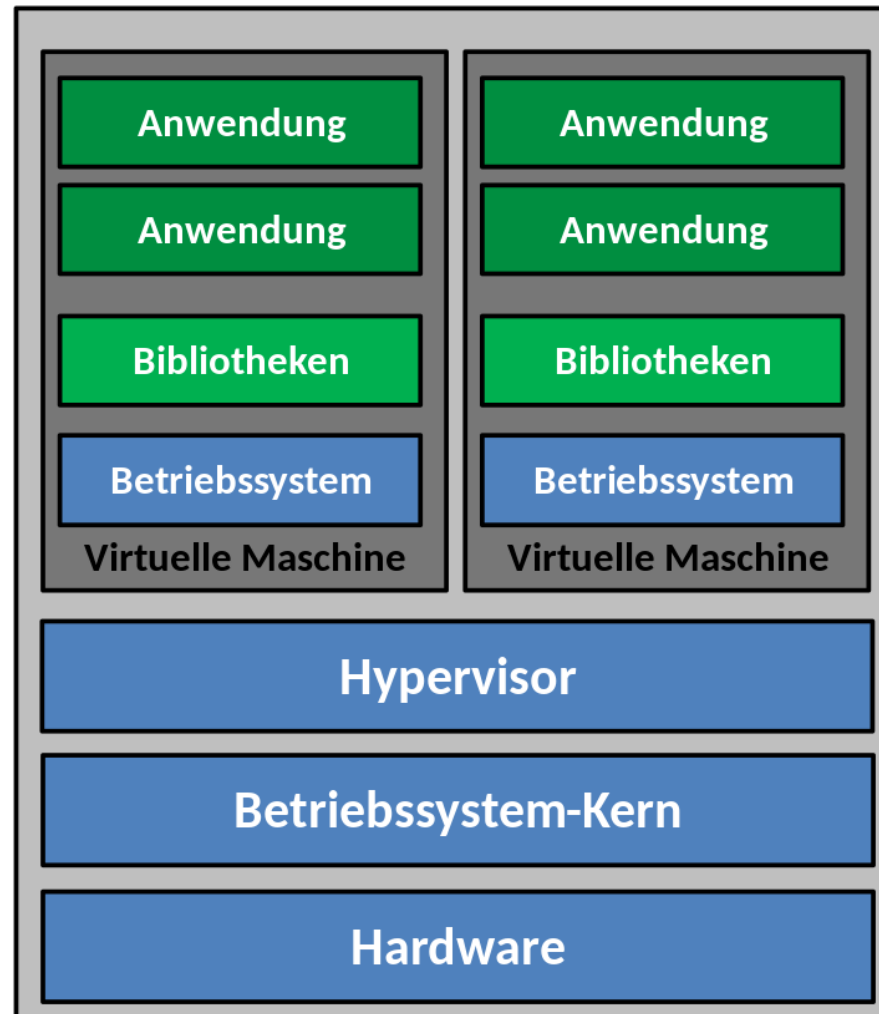 Anwendung
Anwendung
Bibliotheken
Betriebssystem
Virtuelle Maschine
Anwendung
Anwendung
Bibliotheken
Betriebssystem
Virtuelle Maschine
Hypervisor
Betriebssystem-Kern
Hardware